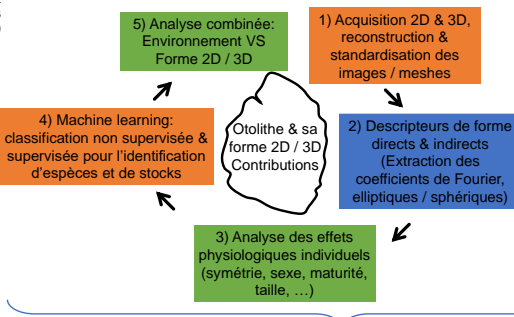 1) Acquisition 2D & 3D,
reconstruction &
standardisation des
images / meshes
2) Descripteurs de forme
directs & indirects
(Extraction des
coefficients de Fourier,
elliptiques / sphériques)
3) Analyse des effets
physiologiques individuels
(symétrie, sexe, maturité,
taille, …)
4) Machine learning:
classification non supervisée &
supervisée pour l'identification
d'espèces et de stocks
5) Analyse combinée:
Environnement VS
Forme 2D / 3D
Otolithe & sa
forme 2D / 3D
Contributions